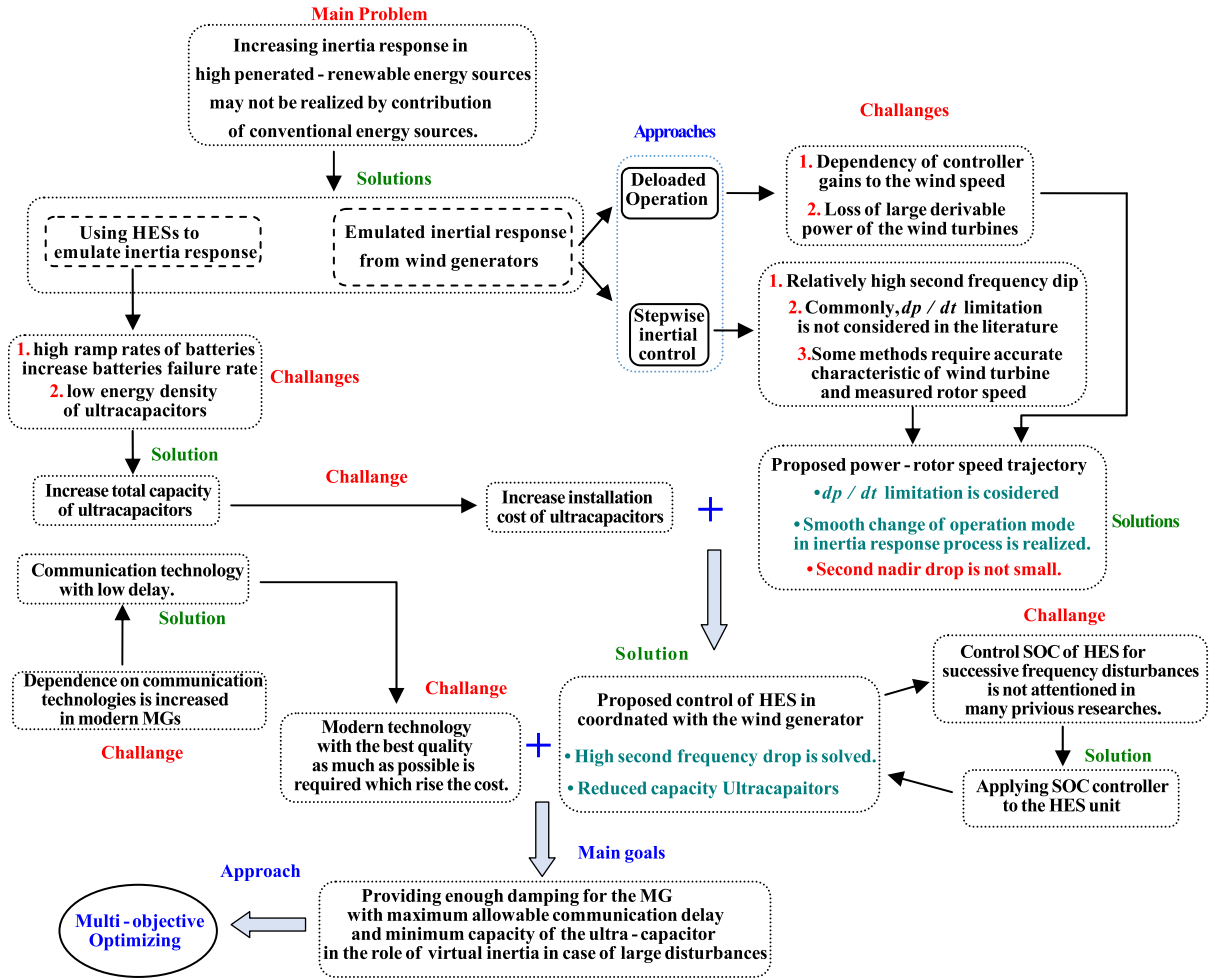 Main Problem
Increasing inertia response in
high penerated - renewable energy sources
may not be realized by contribution
of conventional energy sources.
Solutions
Using HESs to
emulate inertia response
Emulated inertial response
from wind generators
Approaches
Deloaded
Operation
Stepwise
inertial
control
Challanges
1. Dependency of controller
gains to the wind speed
2. Loss of large derivable
power of the wind turbines
1. Relatively high second frequency dip
2. Commonly, dp / dt limitation
is not considered in the literature
3.Some methods require accurate
characteristic of wind turbine
and measured rotor speed
1. high ramp rates of batteries
increase batteries failure rate
2. low energy density
of ultracapacitors
Challanges
Solution
Increase total capacity
of ultracapacitors
Challange
Increase installation
cost of ultracapacitors
+
Proposed power - rotor speed trajectory
•dp / dt limitation is cosidered
• Smooth change of operation mode
in inertia response process is realized.
• Second nadir drop is not small.
Solutions
Communication technology
with low delay.
Solution
Dependence on communication
technologies is increased
in modern MGs
Challange
Challange
Modern technology
with the best quality
as much as possible is
required which rise the cost.
+
Solution
Proposed control of HES in
coordnated with the wind generator
• High second frequency drop is solved.
• Reduced capacity Ultracapaitors
Challange
Control SOC of HES for
successive frequency disturbances
is not attentioned in
many privious researches.
Solution
Applying SOC controller
to the HES unit
Main goals
Providing enough damping for the MG
with maximum allowable communication delay
and minimum capacity of the ultra - capacitor
in the role of virtual inertia in case of large disturbances
Approach
Multi - objective
Optimizing